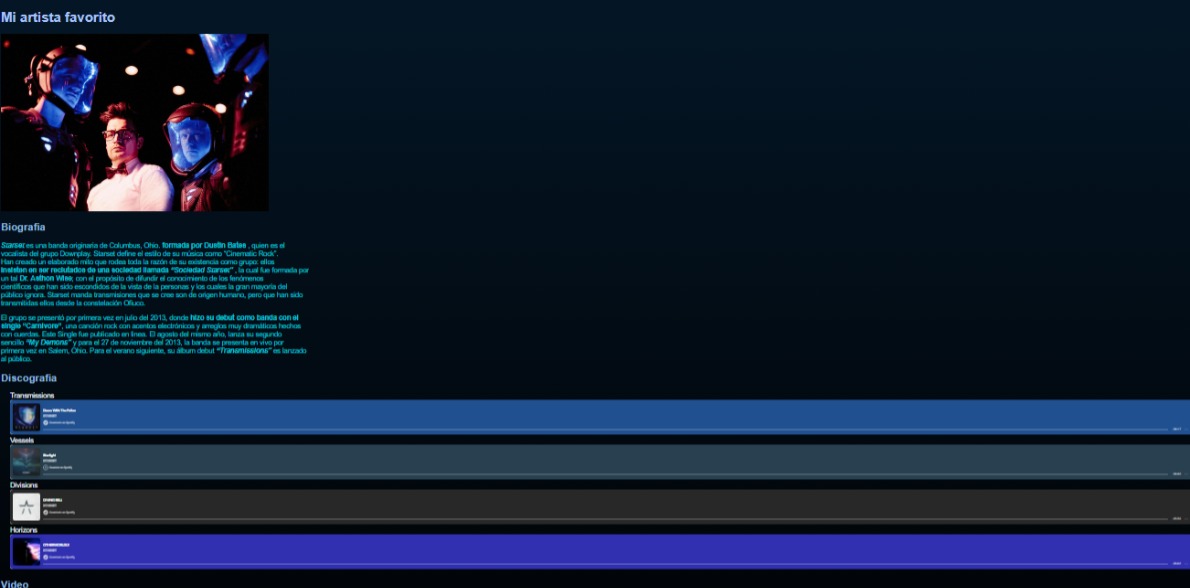 Mi artista favorito
Biografia
Starset es una banda originaria de Columbus, Ohio. formada por Dustin Bates , quien es el
vocalista del grupo Downplay. Starset define el estilo de su música como "Cinematic Rock".
Han creado un elaborado mito que rodea toda la razón de su existencia como grupo: ellos
insisten en ser reclutados de una sociedad llamada "Sociedad Starset" , la cual fue formada por
un tal Dr. Asthon Wise; con el propósito de difundir el conocimiento de los fenómenos
científicos que han sido escondidos de la vista de la personas y los cuales la gran mayoría del
público ignora. Starset manda transmisiones que se cree son de origen humano, pero que han sido
transmitidas ellos desde la constelación Ofiuco.
El grupo se presentó por primera vez en julio del 2013, donde hizo su debut como banda con el
single "Carnivore", una canción rock con acentos electrónicos y arreglos muy dramáticos hechos
con cuerdas. Este Single fue publicado en línea. El agosto del mismo año, lanza su segundo
sencillo "My Demons" y para el 27 de noviembre del 2013, la banda se presenta en vivo por
primera vez en Salem, Ohio. Para el verano siguiente, su álbum debut "Transmissions" es lanzado
al público.
Discografia
Transmissions
Vessels
Starlight
Divisions
Horizons
Video